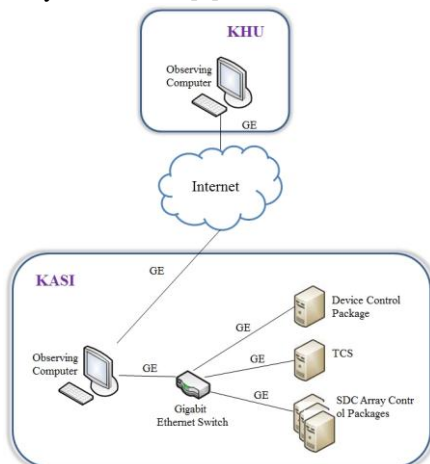 KHU
Observing
Computer
GE
Internet
GE
KASI
Device Control
Package
GE
Observing
Computer
GE
GE
TCS
GE
Gigabit
Ethernet Switch
SDC Array Contr
ol Packages